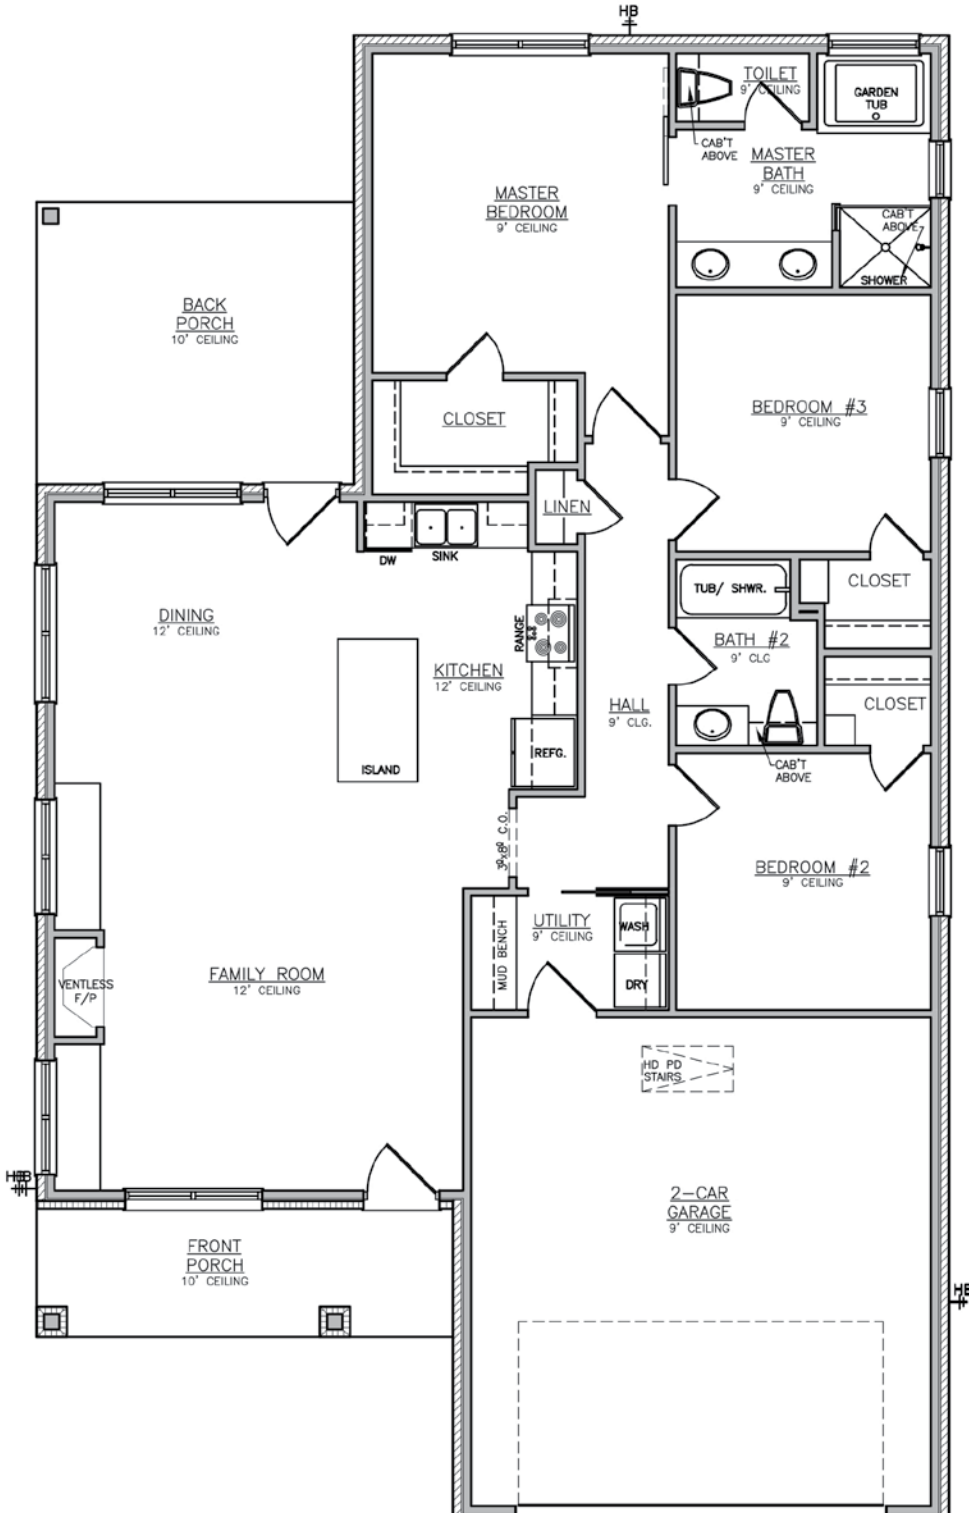 HB
TOILET
9' CEILING
GARDEN
TUB
CAB'T
ABOVE
MASTER
BATH
9' CEILING
MASTER
BEDROOM
9' CEILING
CAB'T
ABOVE
SHOWER
BACK
PORCH
10' CEILING
BEDROOM #3
9' CEILING
CLOSET
LINEN
DW
SINK
TUB/ SHWR.
CLOSET
DINING
12' CEILING
RANGE
BATH #2
9' CLG
KITCHEN
12' CEILING
HALL
9' CLG.
CLOSET
REFG.
ISLAND
CAB'T
ABOVE
3⁰x8⁰ C.O.
BEDROOM #2
9' CEILING
UTILITY
9' CEILING
WASH
MUD BENCH
FAMILY ROOM
12' CEILING
VENTLESS
F/P
DRY
HD PD
STAIRS
HB
2-CAR
GARAGE
9' CEILING
FRONT
PORCH
10' CEILING
HB